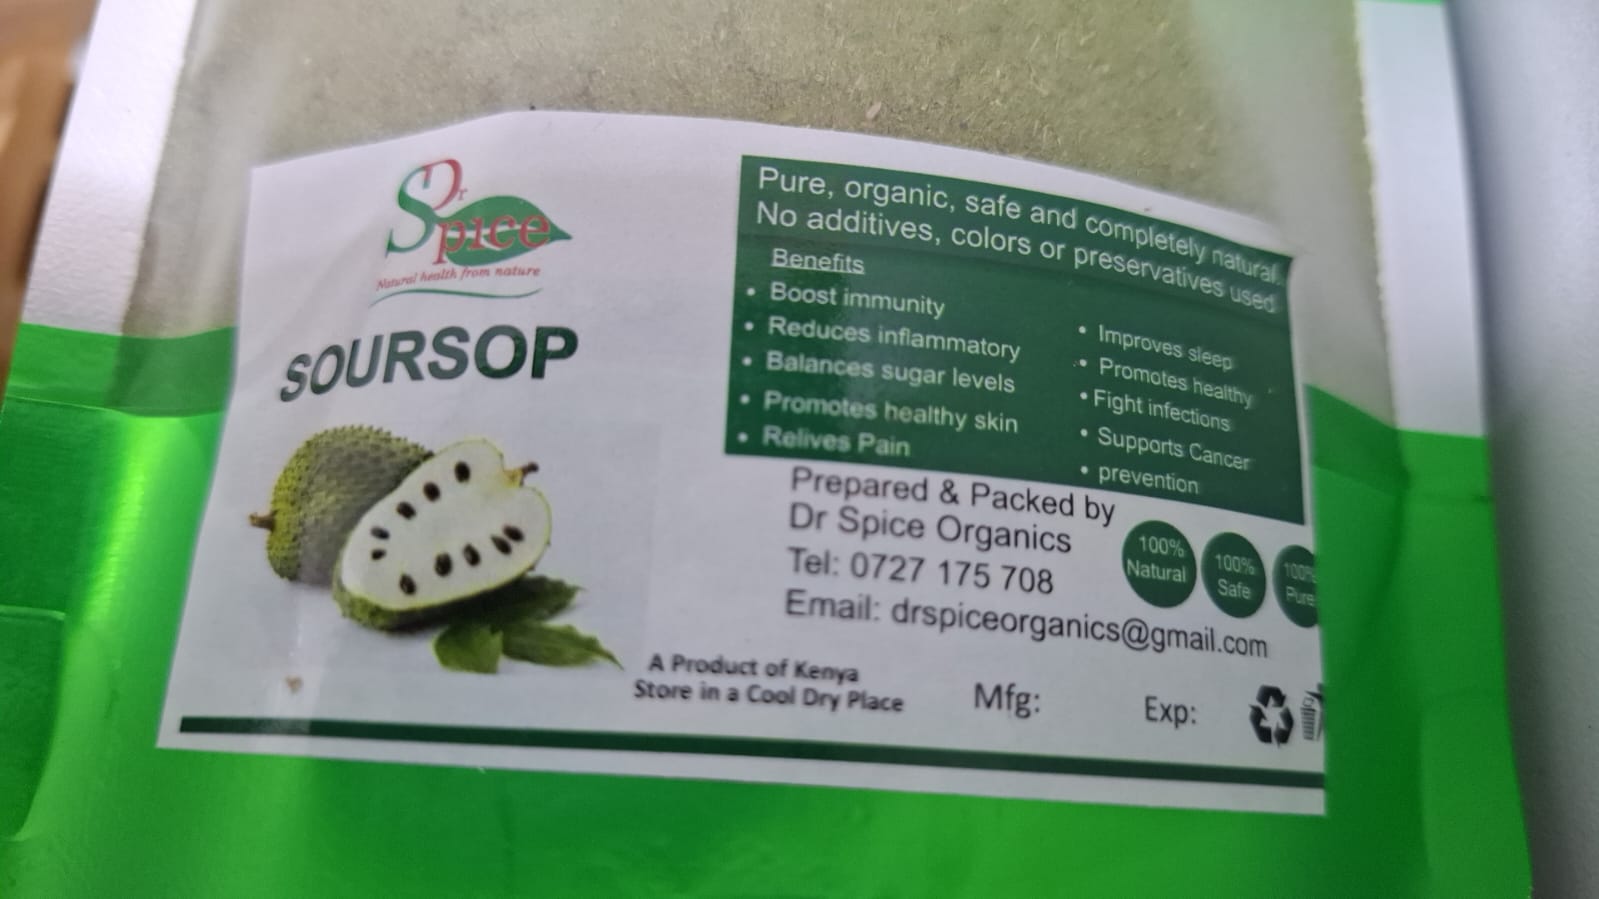 Dr
Spice
Natural health from nature
SOURSOP
Pure, organic, safe and completely natural.
No additives, colors or preservatives used
Benefits
• Boost immunity
• Reduces inflammatory
• Balances sugar levels
• Promotes healthy skin
• Relives Pain
• Improves sleep
• Promotes healthy
• Fight infections
• Supports Cancer
• prevention
Prepared & Packed by
Dr Spice Organics
Tel: 0727 175 708
Email: drspiceorganics@gmail.com
100%
Natural
100%
Safe
100%
Pure
A Product of Kenya
Store in a Cool Dry Place
Mfg:
Exp: